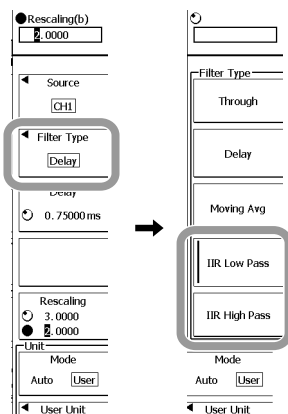 Rescaling(b)
2.0000
Source
CH1
Filter Type
Delay
Delay
0.75000 ms
Rescaling
3.0000
2.0000
Unit
Mode
Auto User
User Unit
Filter Type
Through
Delay
Moving Avg
IIR Low Pass
IIR High Pass
Mode
Auto User
User Unit